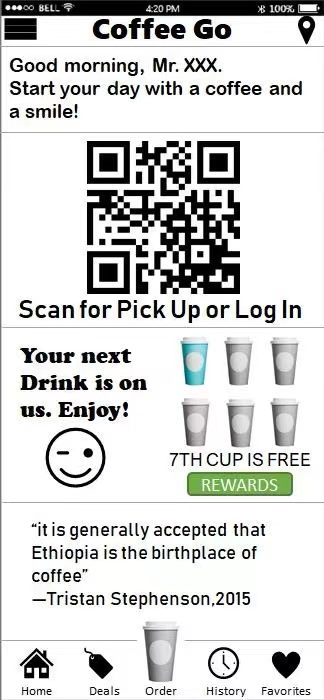 ●●●○○ BELL 4:20 PM 100%
Coffee Go
Good morning, Mr. XXX.
Start your day with a coffee and
a smile!
Scan for Pick Up or Log In
Your next
Drink is on
us. Enjoy!
7TH CUP IS FREE
REWARDS
“it is generally accepted that
Ethiopia is the birthplace of
coffee”
—Tristan Stephenson,2015
Home Deals Order History Favorites